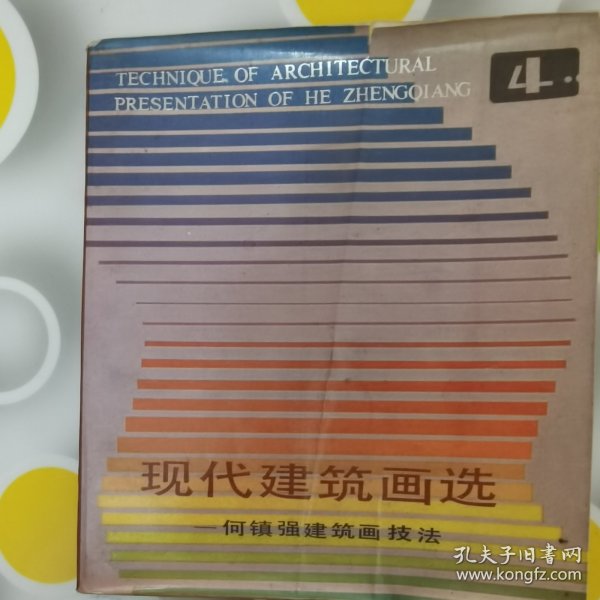 TECHNIQUE OF ARCHITECTURAL
PRESENTATION OF HE ZHENGQIANG
4
现代建筑画选
—何镇强建筑画技法
孔夫子旧书网
www.kongfz.com